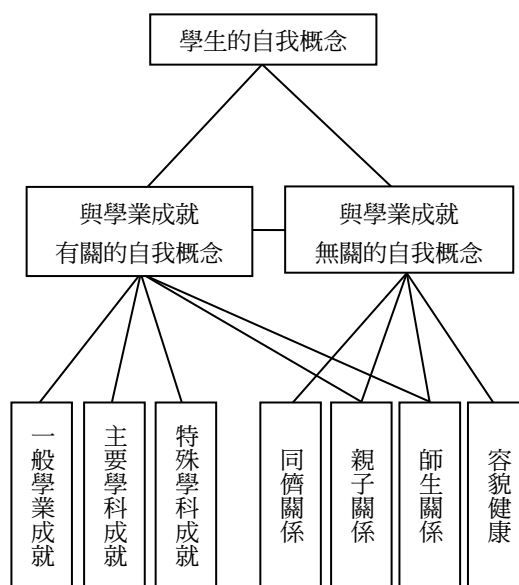 學生的自我概念
與學業成就
有關的自我概念
與學業成就
無關的自我概念
一般學業成就
主要學科成就
特殊學科成就
同儕關係
親子關係
師生關係
容貌健康